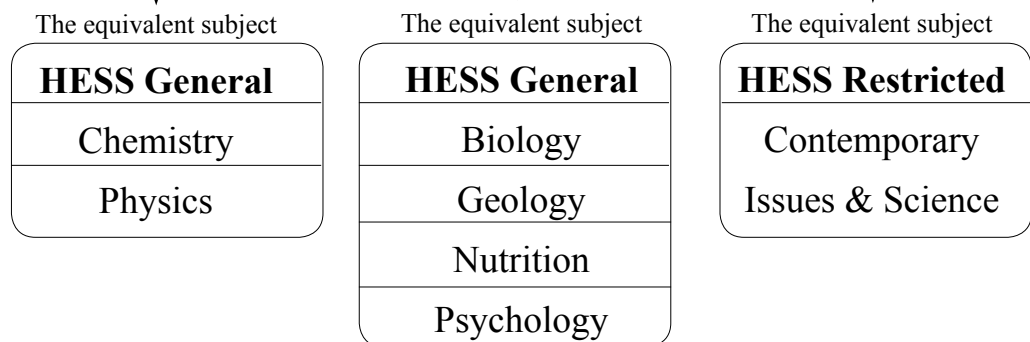 The equivalent subject
HESS General
Chemistry
Physics
The equivalent subject
HESS General
Biology
Geology
Nutrition
Psychology
The equivalent subject
HESS Restricted
Contemporary
Issues & Science